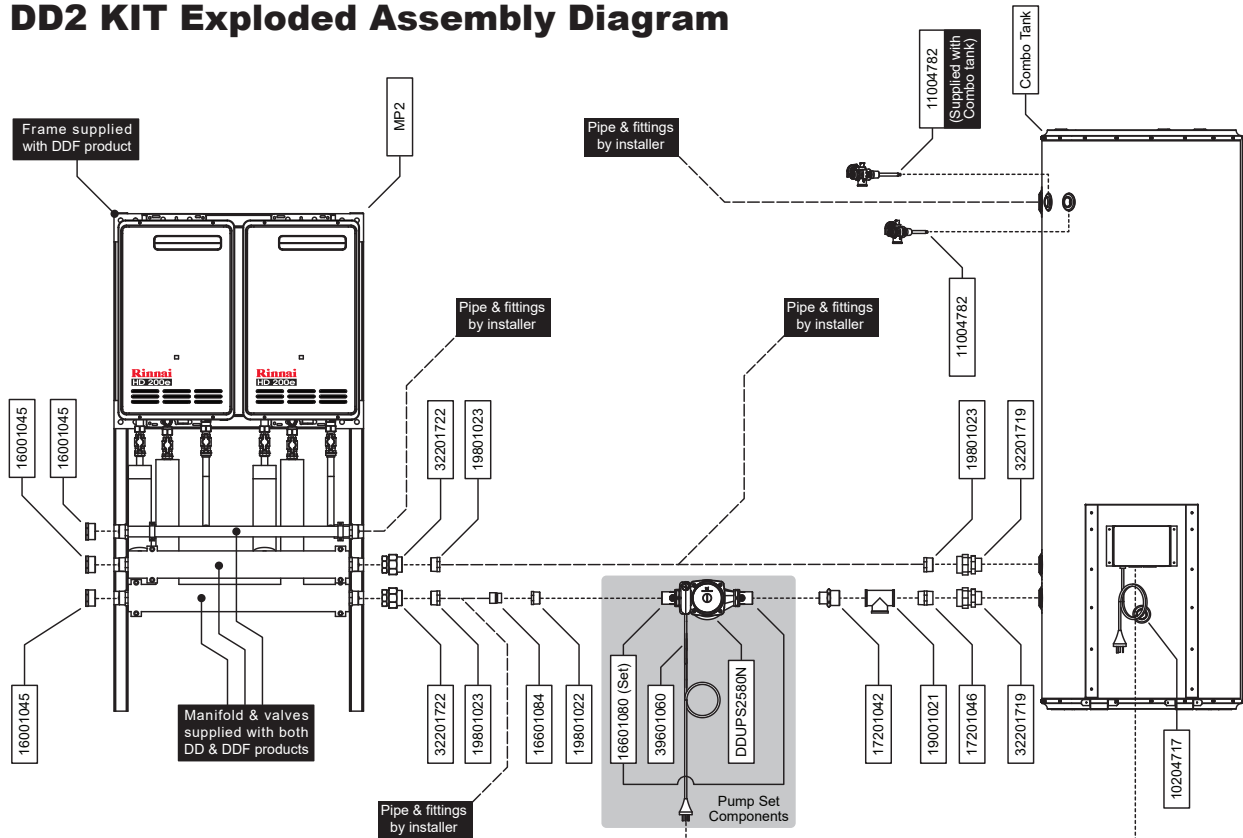 DD2 KIT Exploded Assembly Diagram
Frame supplied
with DDF product
MP2
Pipe & fittings
by installer
11004782
(Supplied with
Combo tank)
Combo Tank
11004782
Rinnai
HD 200e
Rinnai
HD 200e
Pipe & fittings
by installer
Pipe & fittings
by installer
16001045
16001045
32201722
19801023
19801023
32201719
16001045
Manifold & valves
supplied with both
DD & DDF products
32201722
19801023
16601084
19801022
16601080 (Set)
39601060
DDUPS2580N
17201042
19001021
17201046
32201719
10204717
Pump Set
Components
Pipe & fittings
by installer